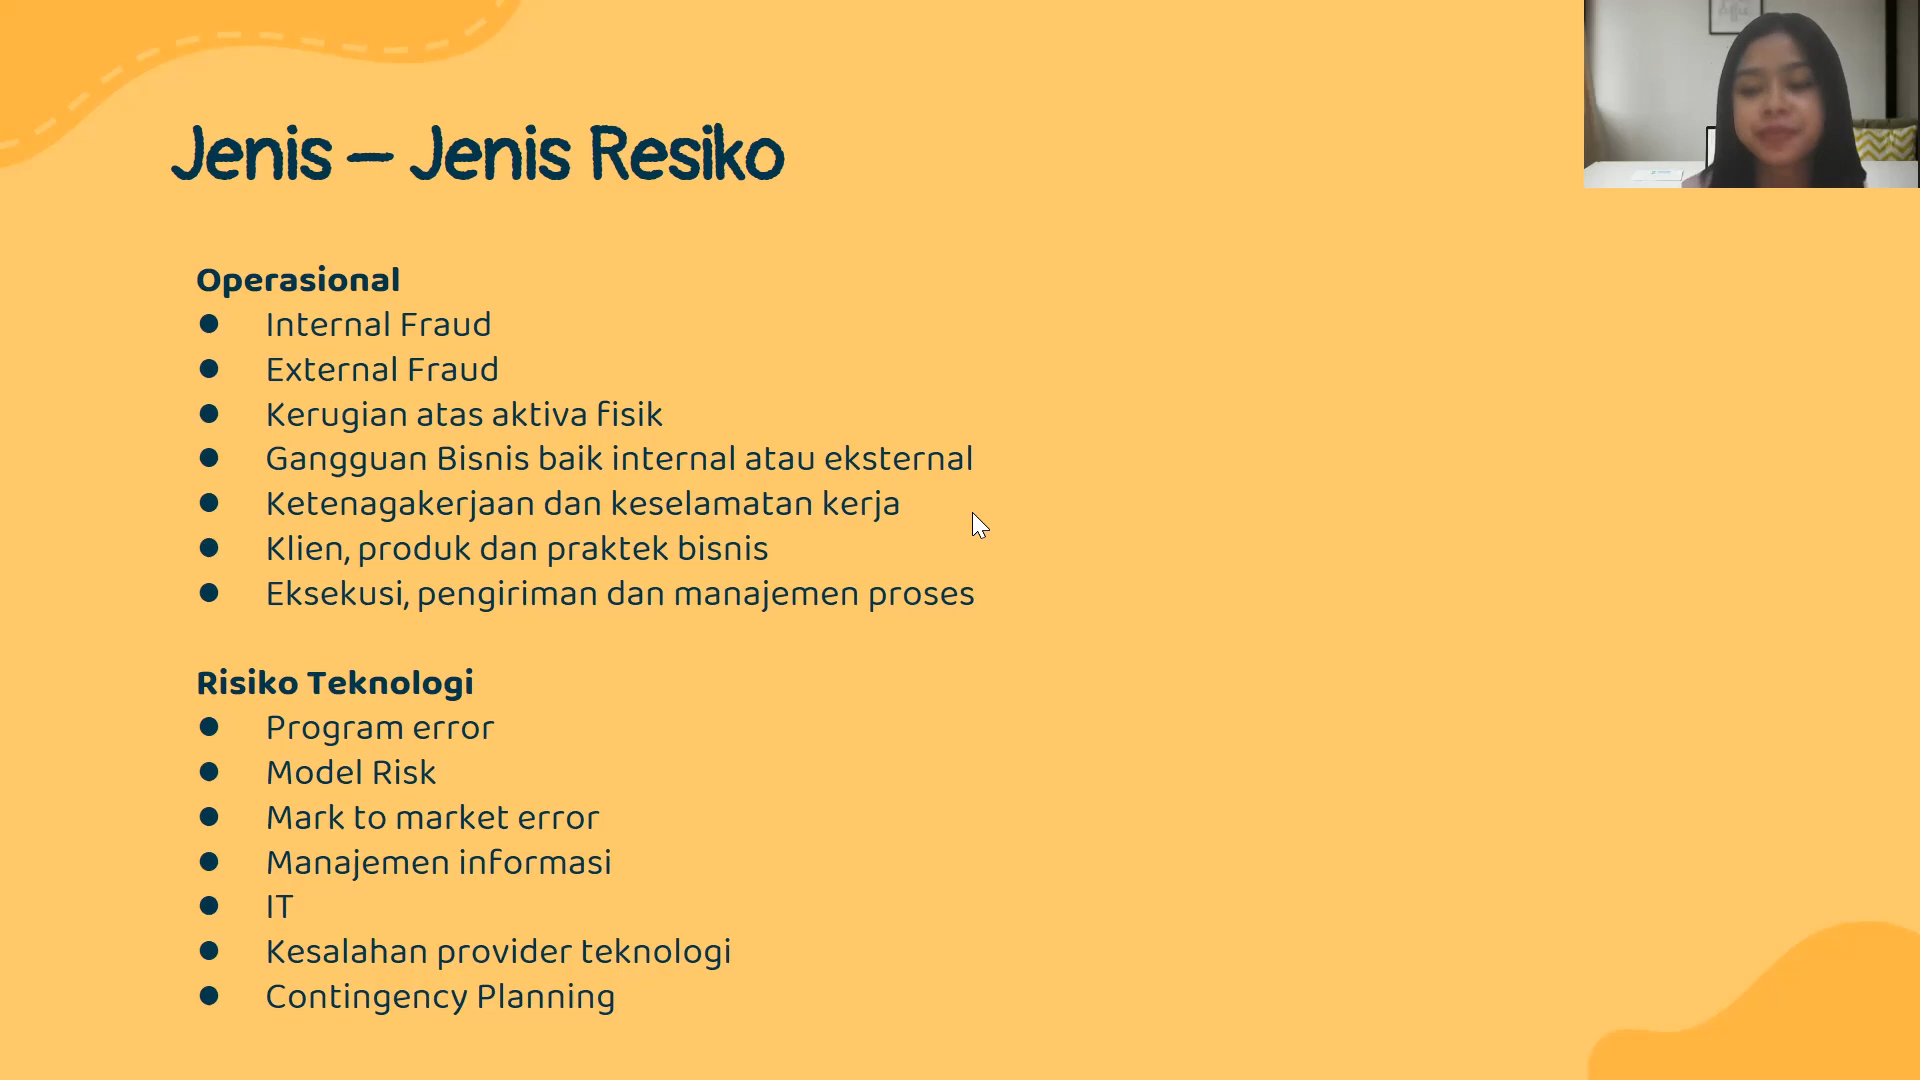 Jenis – Jenis Resiko
Operasional
● Internal Fraud
● External Fraud
● Kerugian atas aktiva fisik
● Gangguan Bisnis baik internal atau eksternal
● Ketenagakerjaan dan keselamatan kerja
● Klien, produk dan praktek bisnis
● Eksekusi, pengiriman dan manajemen proses
Risiko Teknologi
● Program error
● Model Risk
● Mark to market error
● Manajemen informasi
● IT
● Kesalahan provider teknologi
● Contingency Planning